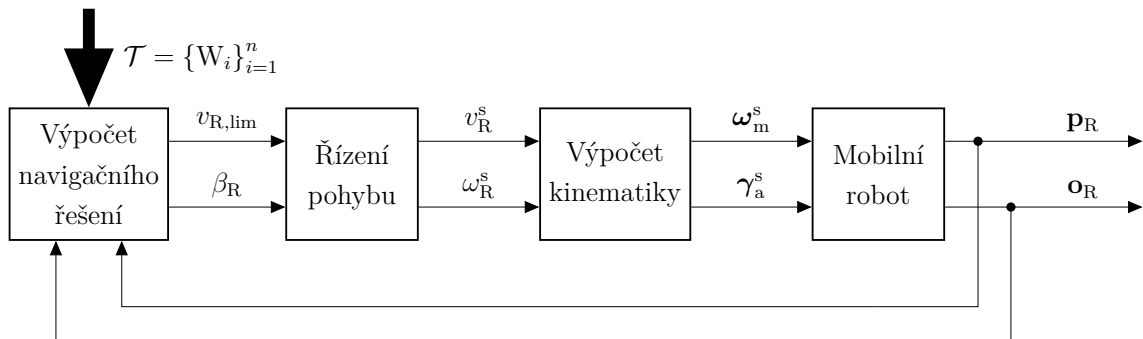 𝒯 = {W_i}_{i=1}^n
Výpočet
navigačního
řešení
v_{R,lim}
β_R
Řízení
pohybu
v_R^s
ω_R^s
Výpočet
kinematiky
ω_m^s
γ_a^s
Mobilní
robot
p_R
o_R